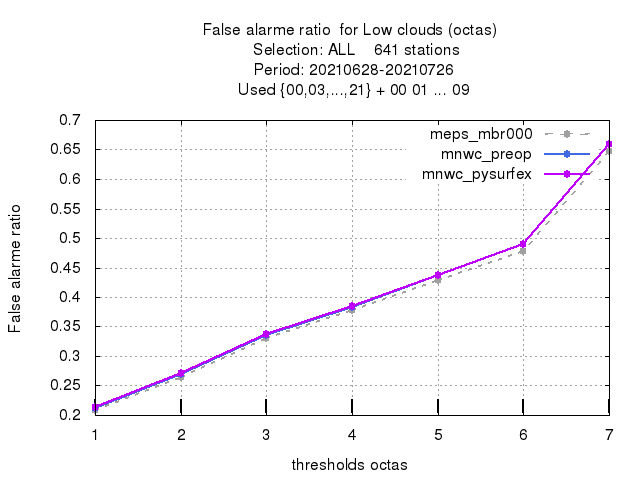 False alarme ratio  for Low clouds (octas)
Selection: ALL    641 stations
Period: 20210628-20210726
Used {00,03,...,21} + 00 01 ... 09
meps_mbr000
mnwc_preop
mnwc_pysurfex
False alarme ratio
0.7
0.65
0.6
0.55
0.5
0.45
0.4
0.35
0.3
0.25
0.2
1 2 3 4 5 6 7
thresholds octas